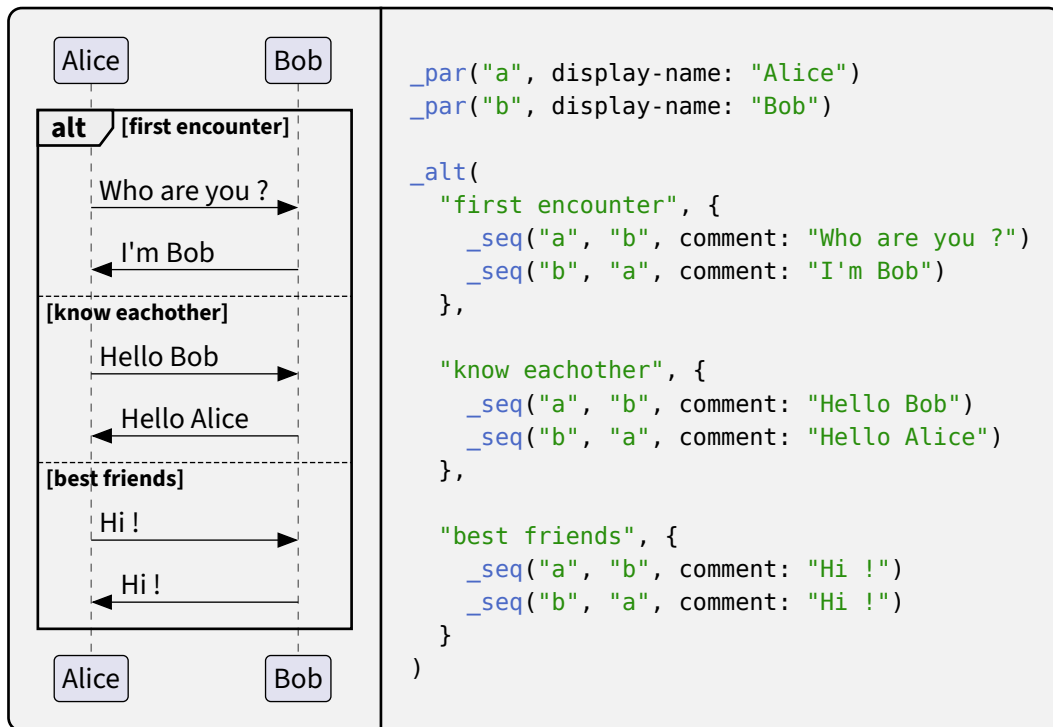 Alice Bob
alt [first encounter]
Who are you ?
I'm Bob
[know eachother]
Hello Bob
Hello Alice
[best friends]
Hi !
Hi !
Alice Bob
_par("a", display-name: "Alice")
_par("b", display-name: "Bob")
_alt(
  "first encounter", {
    _seq("a", "b", comment: "Who are you ?")
    _seq("b", "a", comment: "I'm Bob")
  },
  "know eachother", {
    _seq("a", "b", comment: "Hello Bob")
    _seq("b", "a", comment: "Hello Alice")
  },
  "best friends", {
    _seq("a", "b", comment: "Hi !")
    _seq("b", "a", comment: "Hi !")
  }
)